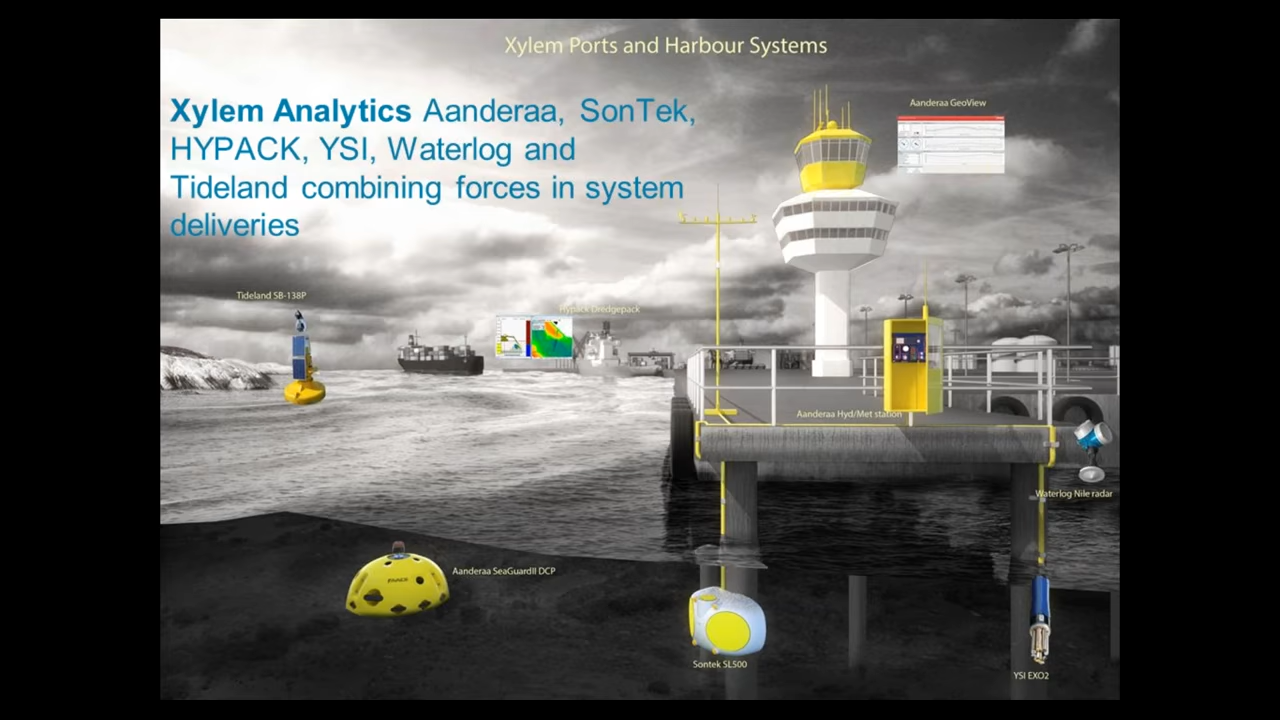 Xylem Ports and Harbour Systems
Xylem Analytics Aanderaa, SonTek,
HYPACK, YSI, Waterlog and
Tideland combining forces in system
deliveries
Aanderaa GeoView
Tideland SB-138P
Hypack Dredgepack
Aanderaa Hyd/Met station
Waterlog Nile radar
Aanderaa SeaGuardII DCP
Sontek SL500
YSI EXO2